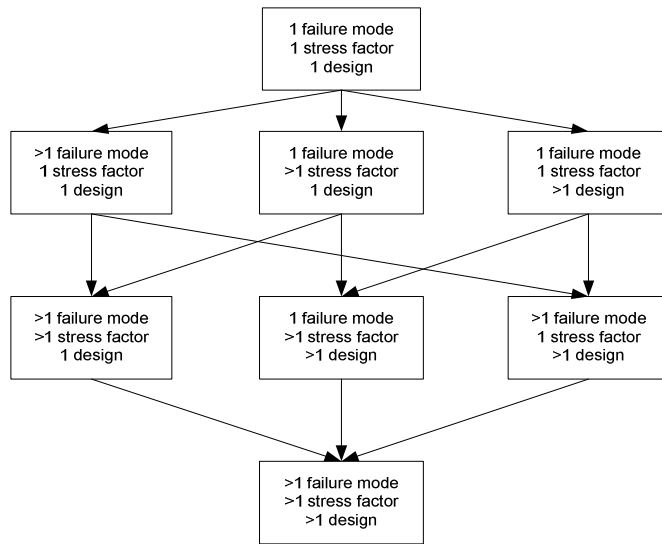 1 failure mode
1 stress factor
1 design
>1 failure mode
1 stress factor
1 design
1 failure mode
>1 stress factor
1 design
1 failure mode
1 stress factor
>1 design
>1 failure mode
>1 stress factor
1 design
1 failure mode
>1 stress factor
>1 design
>1 failure mode
1 stress factor
>1 design
>1 failure mode
>1 stress factor
>1 design